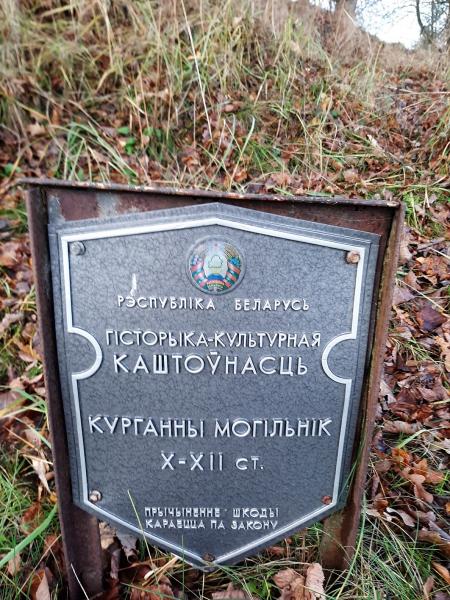 РЭСПУБЛІКА БЕЛАРУСЬ
ГІСТОРЫКА-КУЛЬТУРНАЯ
КАШТОЎНАСЦЬ
КУРГАННЫ МОГІЛЬНІК
X-XII СТ.
ПРЫЧЫНЕННЕ ШКОДЫ
КАРАЕЦЦА ПА ЗАКОНУ